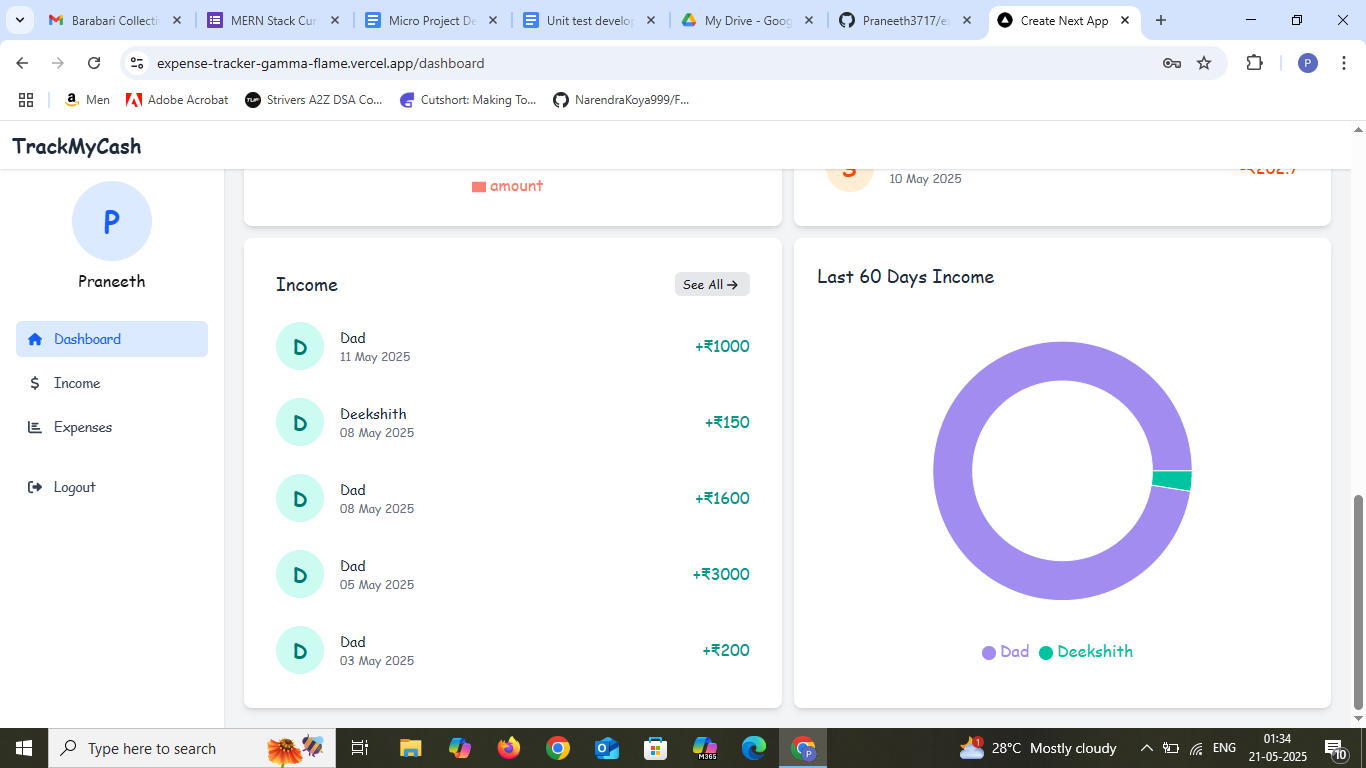 Barabari Collecti
MERN Stack Cur
Micro Project De
Unit test develop
My Drive - Goog
Praneeth3717/e
Create Next App
expense-tracker-gamma-flame.vercel.app/dashboard
P
Men
Adobe Acrobat
TUF
Strivers A2Z DSA Co...
Cutshort: Making To...
NarendraKoya999/F...
TrackMyCash
P
Praneeth
Dashboard
Income
Expenses
Logout
amount
10 May 2025
Income
See All
D
Dad
11 May 2025
+₹1000
D
Deekshith
08 May 2025
+₹150
D
Dad
08 May 2025
+₹1600
D
Dad
05 May 2025
+₹3000
D
Dad
03 May 2025
+₹200
Last 60 Days Income
Dad
Deekshith
Type here to search
M365
P
1
28°C Mostly cloudy
ENG
01:34
21-05-2025
10